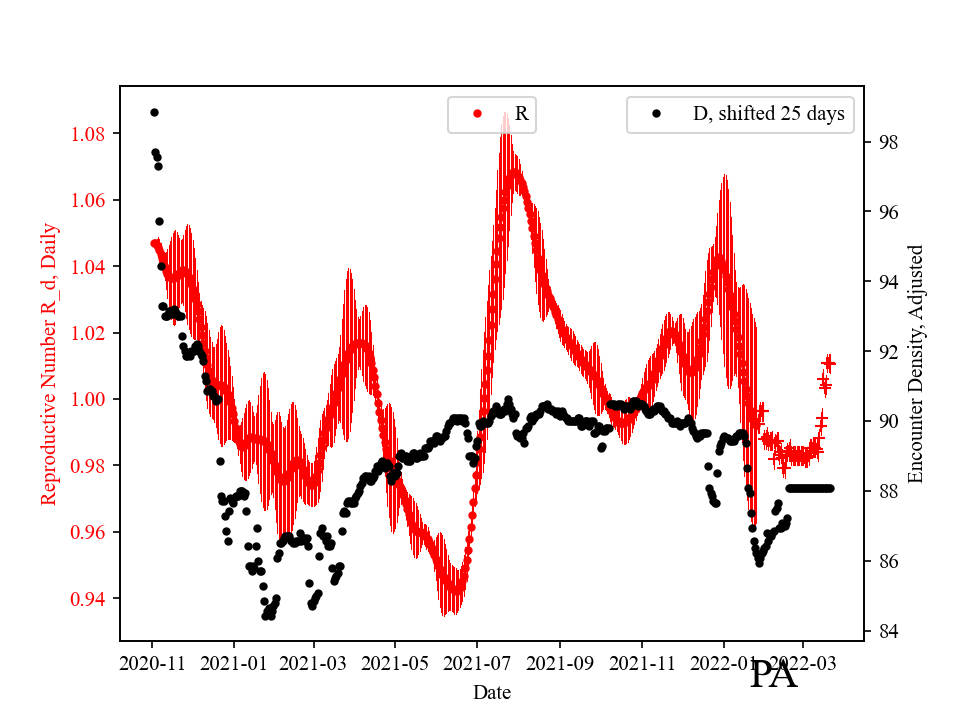 R
D, shifted 25 days
Reproductive Number R_d, Daily
1.08
1.06
1.04
1.02
1.00
0.98
0.96
0.94
98
96
94
92
90
88
86
84
Encounter Density, Adjusted
2020-11 2021-01 2021-03 2021-05 2021-07 2021-09 2021-11 2022-01 2022-03
Date
PA